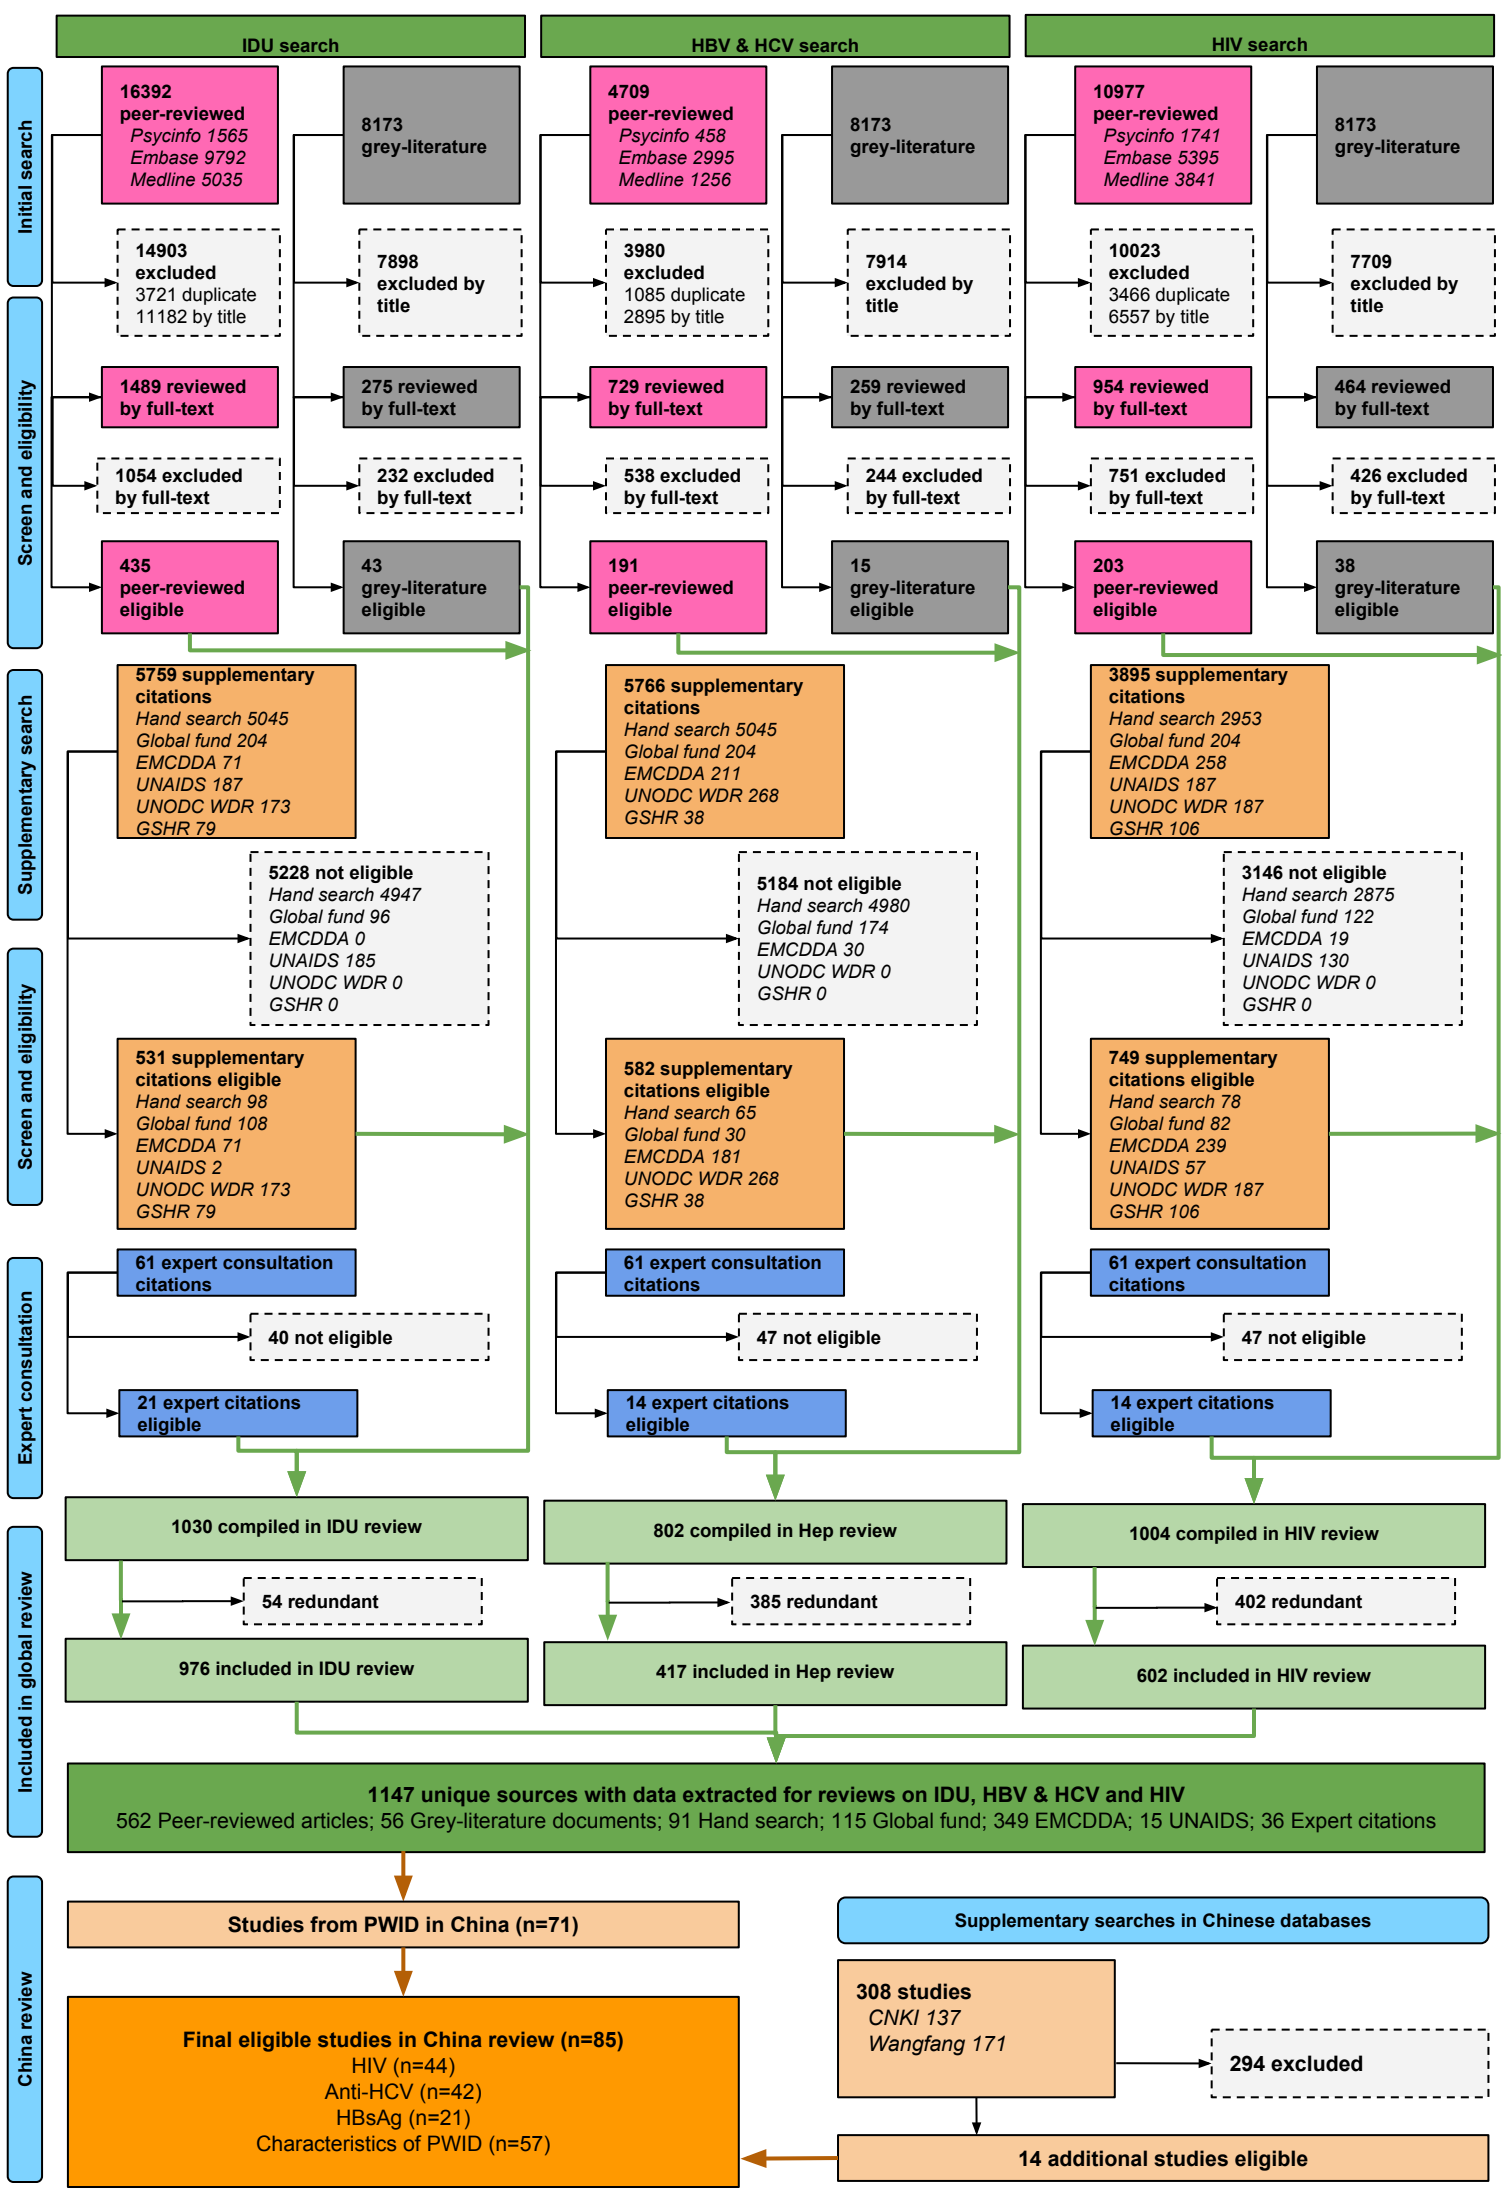 IDU search
HBV & HCV search
HIV search
Initial search
16392
peer-reviewed
Psycinfo 1565
Embase 9792
Medline 5035
8173
grey-literature
4709
peer-reviewed
Psycinfo 458
Embase 2995
Medline 1256
8173
grey-literature
10977
peer-reviewed
Psycinfo 1741
Embase 5395
Medline 3841
8173
grey-literature
14903
excluded
3721 duplicate
11182 by title
7898
excluded by
title
3980
excluded
1085 duplicate
2895 by title
7914
excluded by
title
10023
excluded
3466 duplicate
6557 by title
7709
excluded by
title
Screen and eligibility
1489 reviewed
by full-text
275 reviewed
by full-text
729 reviewed
by full-text
259 reviewed
by full-text
954 reviewed
by full-text
464 reviewed
by full-text
1054 excluded
by full-text
232 excluded
by full-text
538 excluded
by full-text
244 excluded
by full-text
751 excluded
by full-text
426 excluded
by full-text
435
peer-reviewed
eligible
43
grey-literature
eligible
191
peer-reviewed
eligible
15
grey-literature
eligible
203
peer-reviewed
eligible
38
grey-literature
eligible
Supplementary search
5759 supplementary
citations
Hand search 5045
Global fund 204
EMCDDA 71
UNAIDS 187
UNODC WDR 173
GSHR 79
5766 supplementary
citations
Hand search 5045
Global fund 204
EMCDDA 211
UNODC WDR 268
GSHR 38
3895 supplementary
citations
Hand search 2953
Global fund 204
EMCDDA 258
UNAIDS 187
UNODC WDR 187
GSHR 106
5228 not eligible
Hand search 4947
Global fund 96
EMCDDA 0
UNAIDS 185
UNODC WDR 0
GSHR 0
5184 not eligible
Hand search 4980
Global fund 174
EMCDDA 30
UNODC WDR 0
GSHR 0
3146 not eligible
Hand search 2875
Global fund 122
EMCDDA 19
UNAIDS 130
UNODC WDR 0
GSHR 0
Screen and eligibility
531 supplementary
citations eligible
Hand search 98
Global fund 108
EMCDDA 71
UNAIDS 2
UNODC WDR 173
GSHR 79
582 supplementary
citations eligible
Hand search 65
Global fund 30
EMCDDA 181
UNODC WDR 268
GSHR 38
749 supplementary
citations eligible
Hand search 78
Global fund 82
EMCDDA 239
UNAIDS 57
UNODC WDR 187
GSHR 106
Expert consultation
61 expert consultation
citations
61 expert consultation
citations
61 expert consultation
citations
40 not eligible
47 not eligible
47 not eligible
21 expert citations
eligible
14 expert citations
eligible
14 expert citations
eligible
Included in global review
1030 compiled in IDU review
802 compiled in Hep review
1004 compiled in HIV review
54 redundant
385 redundant
402 redundant
976 included in IDU review
417 included in Hep review
602 included in HIV review
1147 unique sources with data extracted for reviews on IDU, HBV & HCV and HIV
562 Peer-reviewed articles; 56 Grey-literature documents; 91 Hand search; 115 Global fund; 349 EMCDDA; 15 UNAIDS; 36 Expert citations
China review
Studies from PWID in China (n=71)
Supplementary searches in Chinese databases
308 studies
CNKI 137
Wangfang 171
294 excluded
Final eligible studies in China review (n=85)
HIV (n=44)
Anti-HCV (n=42)
HBsAg (n=21)
Characteristics of PWID (n=57)
14 additional studies eligible